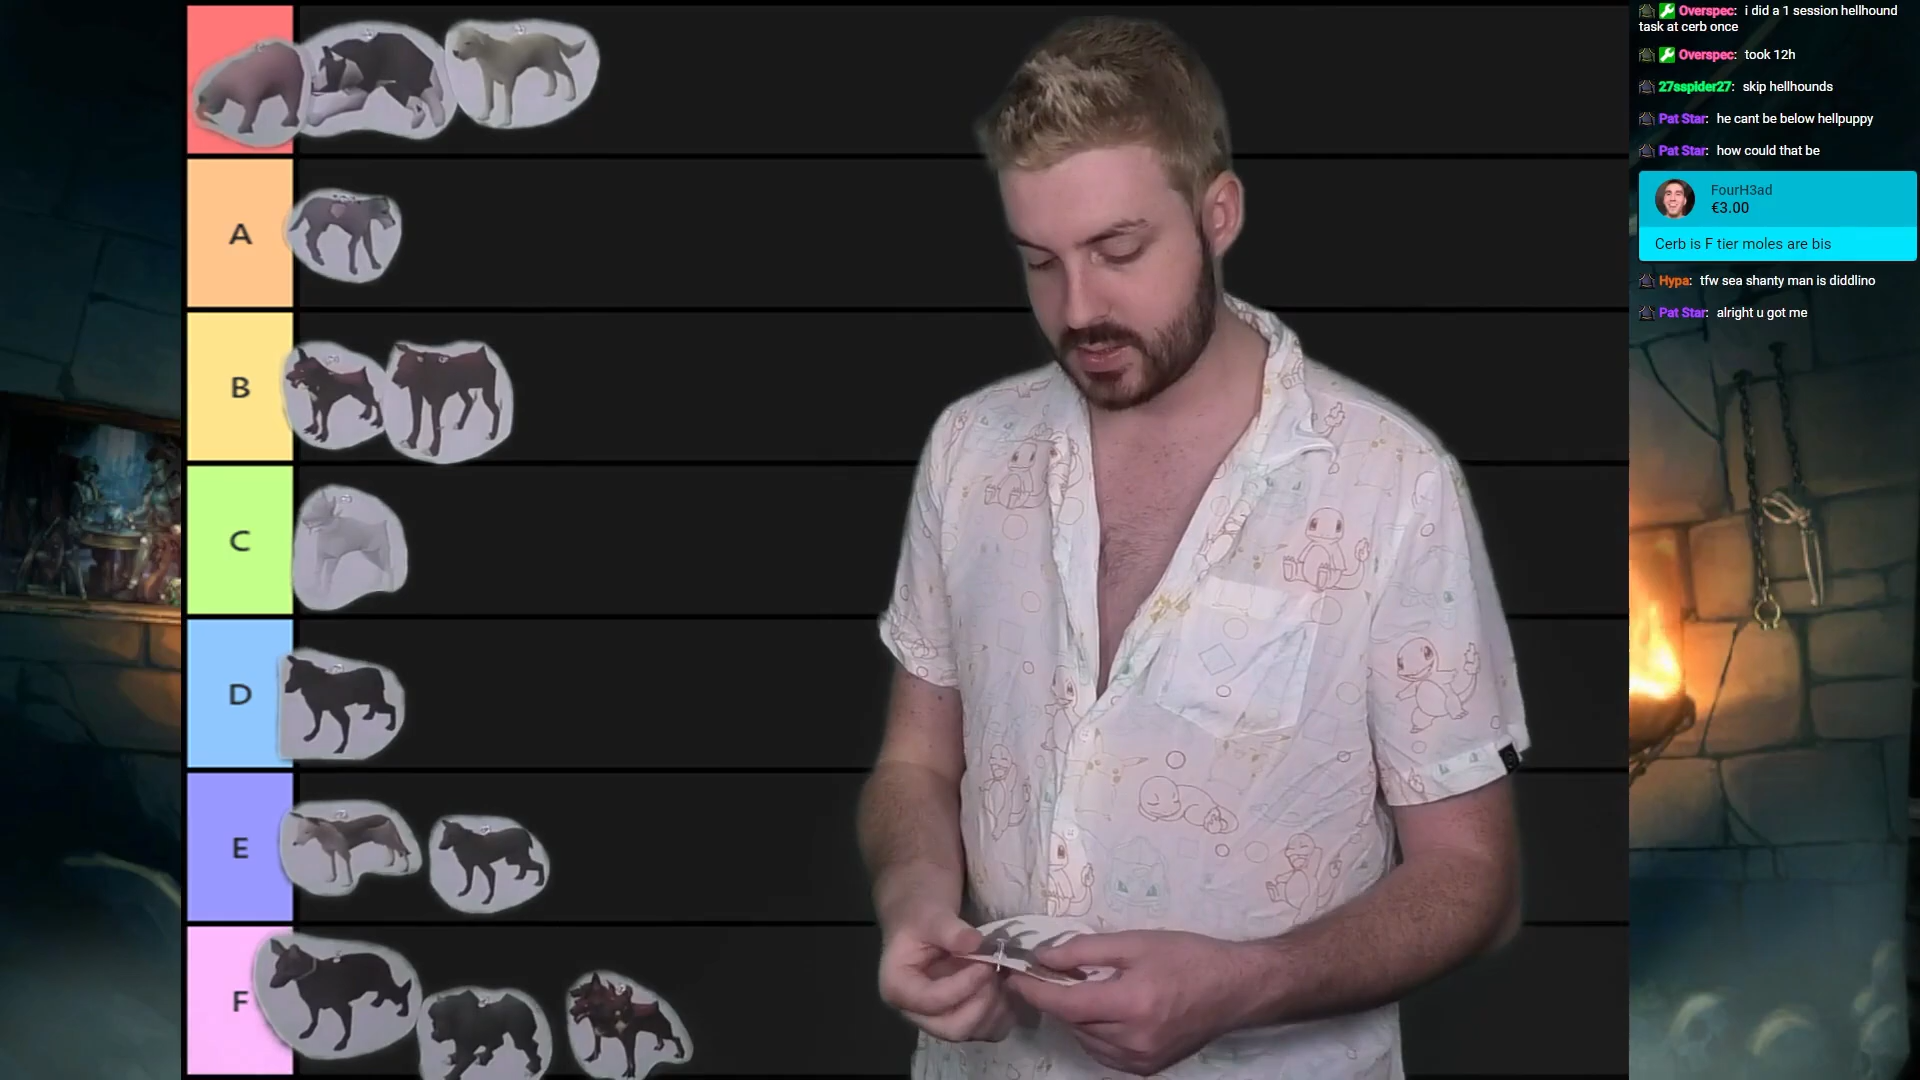 A
B
C
D
E
F
Overspec: i did a 1 session hellhound
task at cerb once
Overspec: took 12h
27sspider27: skip hellhounds
Pat Star: he cant be below hellpuppy
Pat Star: how could that be
FourH3ad
€3.00
Cerb is F tier moles are bis
Hypa: tfw sea shanty man is diddlino
Pat Star: alright u got me